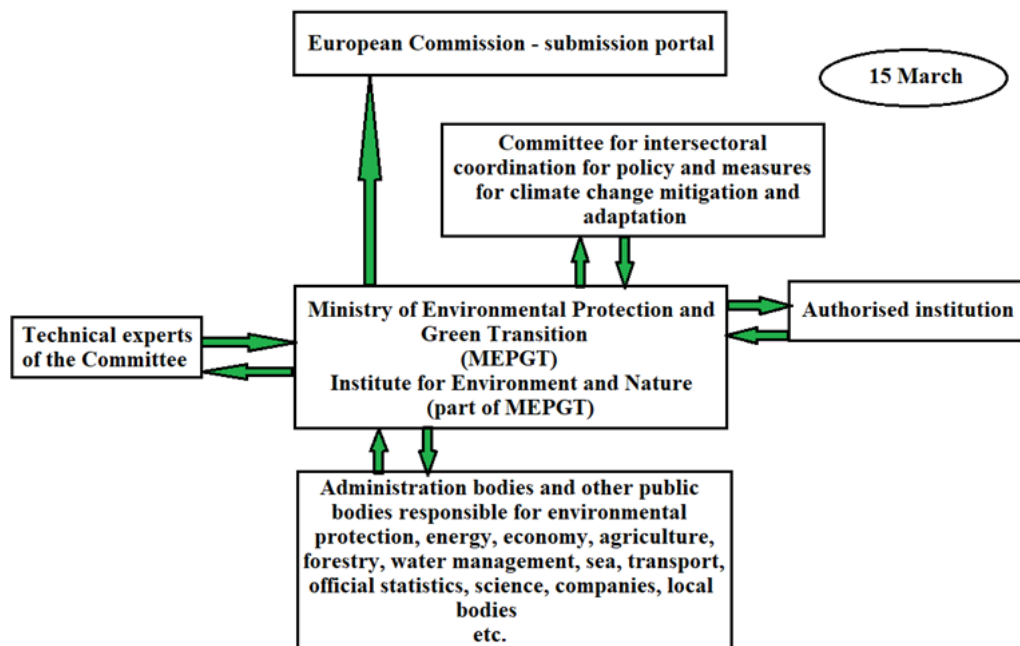 European Commission - submission portal
15 March
Committee for intersectoral
coordination for policy and measures
for climate change mitigation and
adaptation
Ministry of Environmental Protection and
Green Transition
(MEPGT)
Institute for Environment and Nature
(part of MEPGT)
Authorised institution
Technical experts
of the Committee
Administration bodies and other public
bodies responsible for environmental
protection, energy, economy, agriculture,
forestry, water management, sea, transport,
official statistics, science, companies, local
bodies
etc.